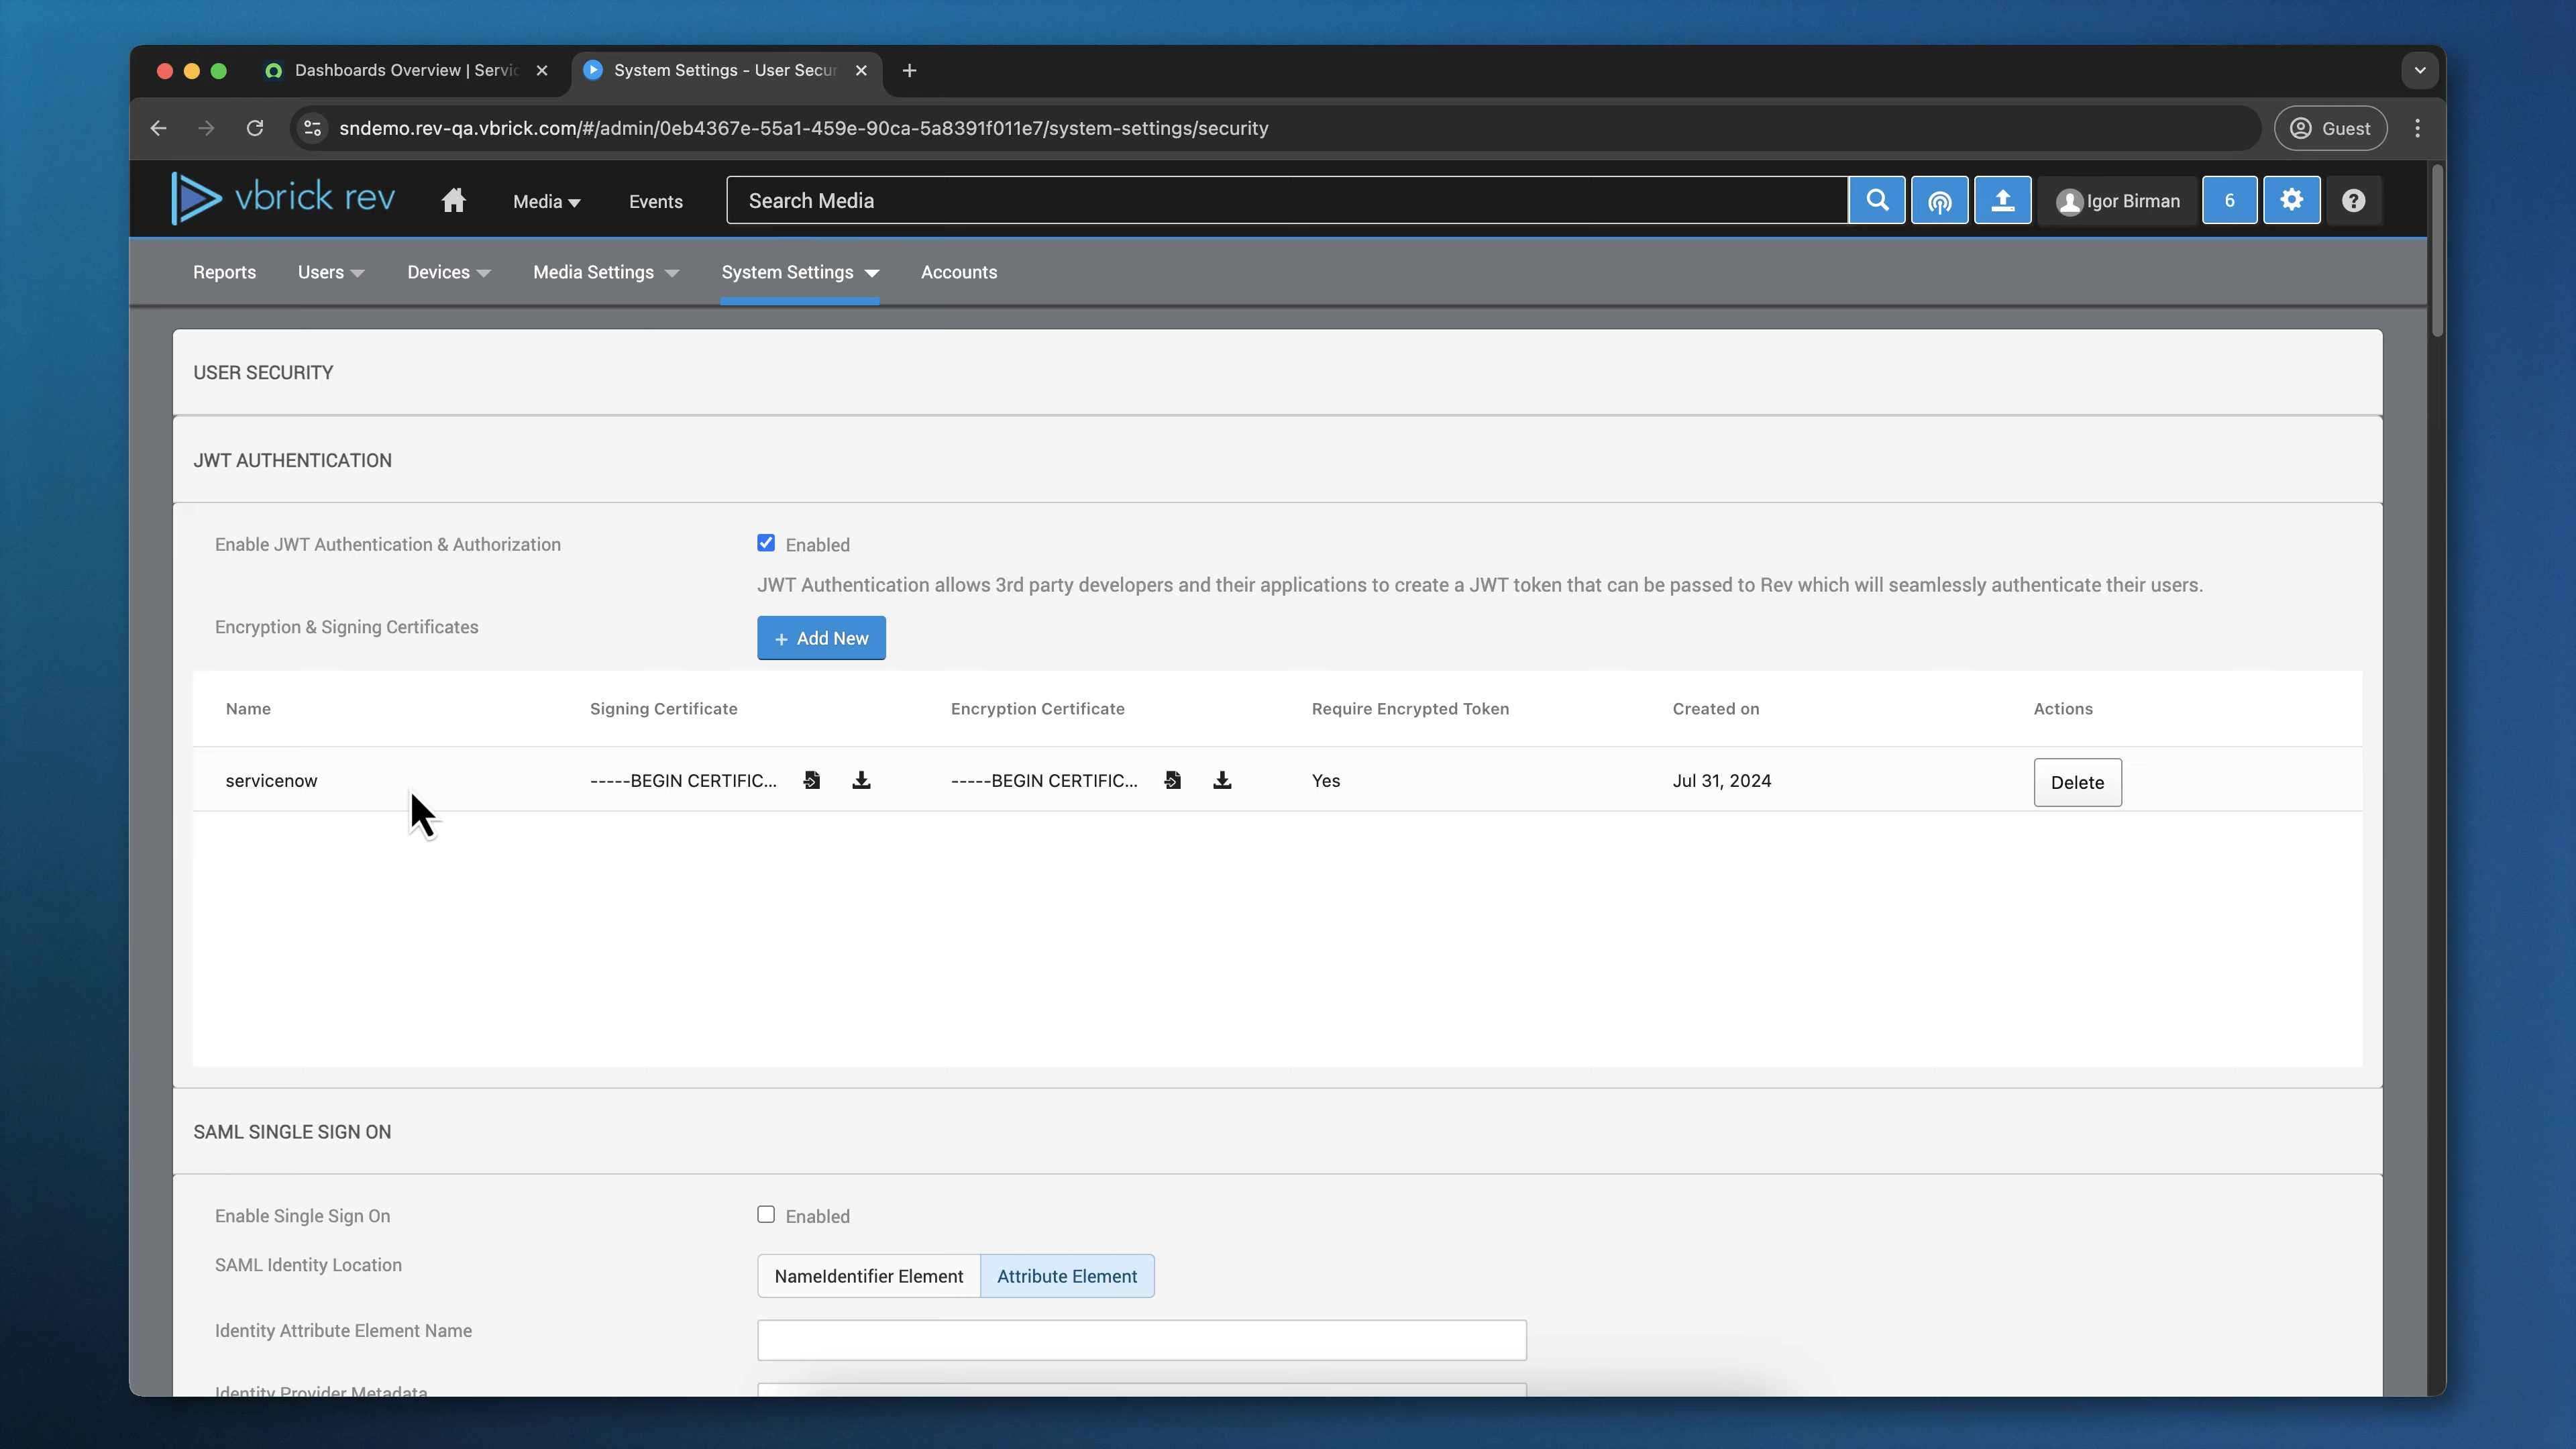 Dashboards Overview | Servic
System Settings - User Secur
sndemo.rev-qa.vbrick.com/#/admin/0eb4367e-55a1-459e-90ca-5a8391f011e7/system-settings/security
Guest
vbrick rev
Media
Events
Search Media
Igor Birman
6
?
Reports
Users
Devices
Media Settings
System Settings
Accounts
USER SECURITY
JWT AUTHENTICATION
Enable JWT Authentication & Authorization
Enabled
JWT Authentication allows 3rd party developers and their applications to create a JWT token that can be passed to Rev which will seamlessly authenticate their users.
Encryption & Signing Certificates
+ Add New
Name Signing Certificate Encryption Certificate Require Encrypted Token Created on Actions
servicenow -----BEGIN CERTIFIC... -----BEGIN CERTIFIC... Yes Jul 31, 2024 Delete
SAML SINGLE SIGN ON
Enable Single Sign On
Enabled
SAML Identity Location
NameIdentifier Element
Attribute Element
Identity Attribute Element Name
Identity Provider Metadata